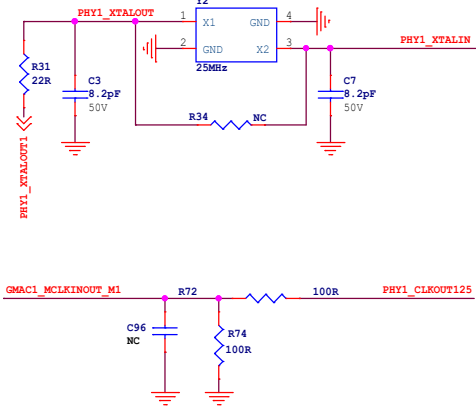 Y2
PHY1_XTALOUT
1 X1 GND 4
PHY1_XTALIN
2 GND X2 3
25MHz
R31
22R
C3
8.2pF
50V
C7
8.2pF
50V
R34 NC
PHY1_XTALOUT1
GMAC1_MCLKINOUT_M1 R72 100R PHY1_CLKOUT125
C96
NC
R74
100R